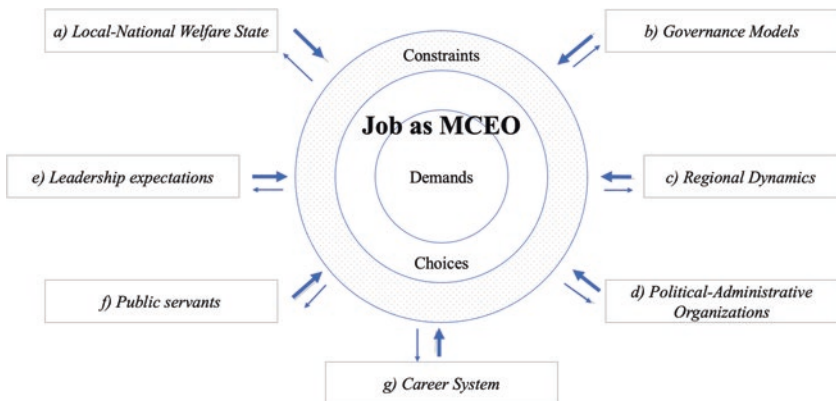 a) Local-National Welfare State
b) Governance Models
Constraints
Job as MCEO
e) Leadership expectations
Demands
c) Regional Dynamics
Choices
f) Public servants
d) Political-Administrative
Organizations
g) Career System